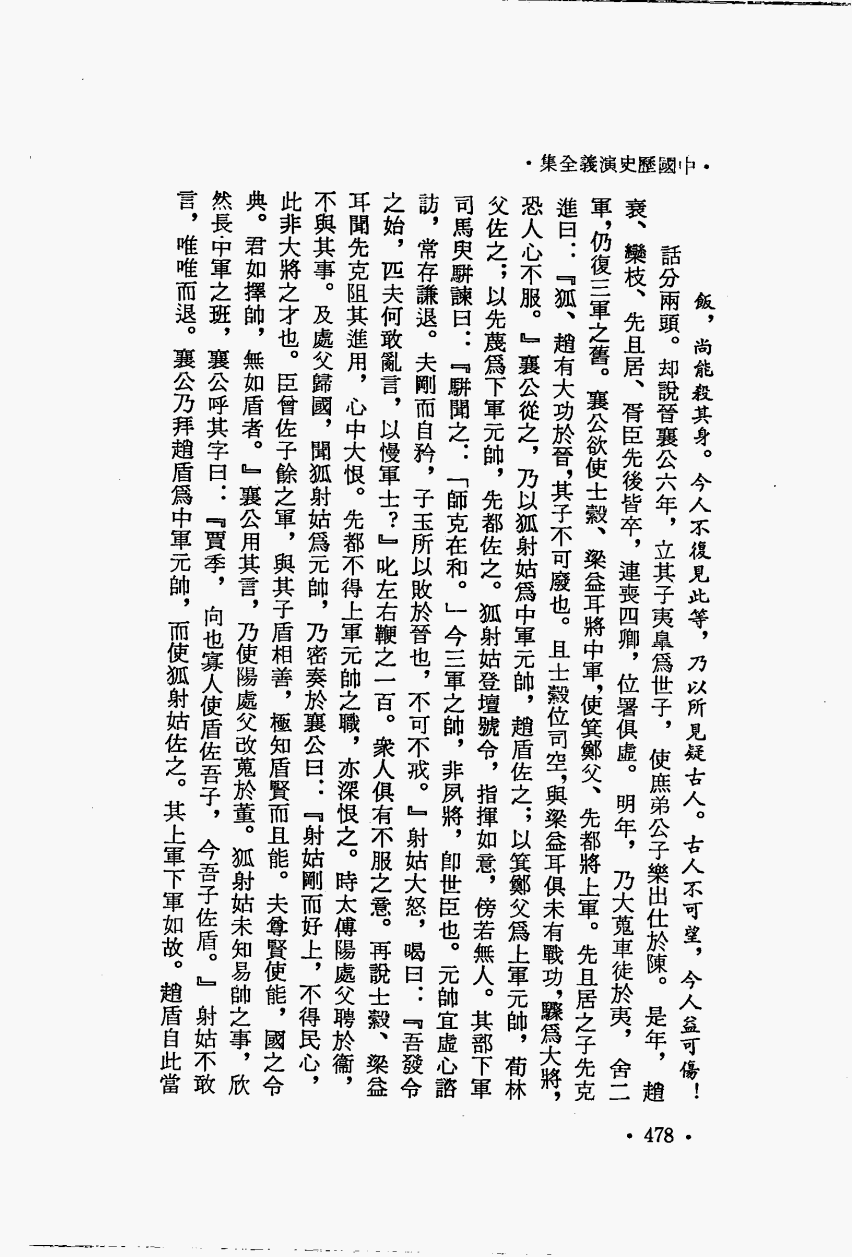 •中國歷史演義全集•
飯，尚能殺其身。今人不復見此等，乃以所見疑古人。古人不可望，今人益可傷！
話分兩頭。却說晉襄公六年，立其子夷臯爲世子，使庶弟公子樂出仕於陳。是年，趙
衰、欒枝、先且居、胥臣先後皆卒，連喪四卿，位署俱虛。明年，乃大蒐車徒於夷，舍二
軍，仍復三軍之舊。襄公欲使士縠、梁益耳將中軍，使箕鄭父、先都將上軍。先且居之子先克
進曰：『狐、趙有大功於晉，其子不可廢也。且士縠位司空，與梁益耳俱未有戰功，驟爲大將，
恐人心不服。』襄公從之，乃以狐射姑爲中軍元帥，趙盾佐之；以箕鄭父爲上軍元帥，荀林
父佐之；以先蔑爲下軍元帥，先都佐之。狐射姑登壇號令，指揮如意，傍若無人。其部下軍
司馬臾駢諫曰：『駢聞之：「師克在和。」今三軍之帥，非夙將，卽世臣也。元帥宜虛心諮
訪，常存謙退。夫剛而自矜，子玉所以敗於晉也，不可不戒。』射姑大怒，喝曰：『吾發令
之始，匹夫何敢亂言，以慢軍士？』叱左右鞭之一百。衆人俱有不服之意。再說士縠、梁益
耳聞先克阻其進用，心中大恨。先都不得上軍元帥之職，亦深恨之。時太傅陽處父聘於衞，
不與其事。及處父歸國，聞狐射姑爲元帥，乃密奏於襄公曰：『射姑剛而好上，不得民心，
此非大將之才也。臣曾佐子餘之軍，與其子盾相善，極知盾賢而且能。夫尊賢使能，國之令
典。君如擇帥，無如盾者。』襄公用其言，乃使陽處父改蒐於董。狐射姑未知易帥之事，欣
然長中軍之班，襄公呼其字曰：『賈季，向也寡人使盾佐吾子，今吾子佐盾。』射姑不敢
言，唯唯而退。襄公乃拜趙盾爲中軍元帥，而使狐射姑佐之。其上軍下軍如故。趙盾自此當
•478•